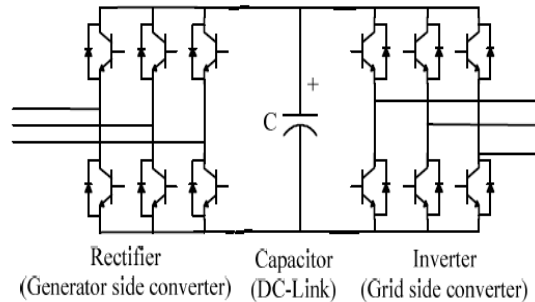 +
C
Rectifier
(Generator side converter)
Capacitor
(DC-Link)
Inverter
(Grid side converter)